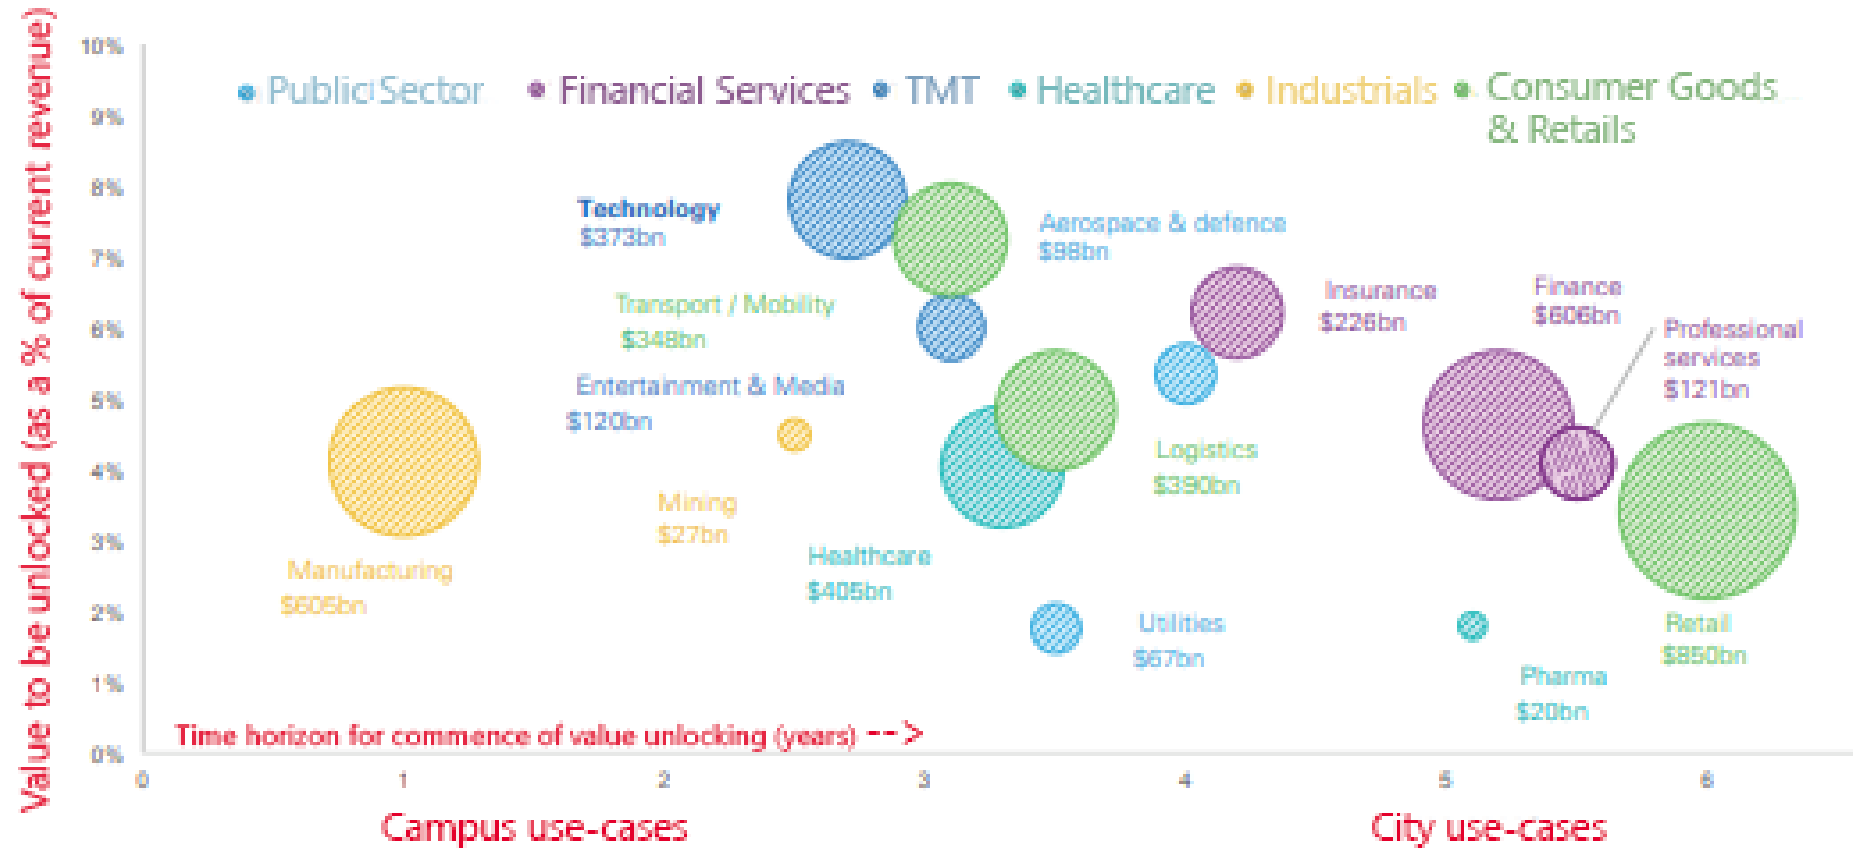 Value to be unlocked (as a % of current revenue)
10%
9%
8%
7%
6%
5%
4%
3%
2%
1%
0%
Public Sector
Financial Services
TMT
Healthcare
Industrials
Consumer Goods
& Retails
Technology
$373bn
Aerospace & defence
$98bn
Transport / Mobility
$348bn
Insurance
$226bn
Finance
$606bn
Professional
services
$121bn
Entertainment & Media
$120bn
Logistics
$390bn
Mining
$27bn
Manufacturing
$605bn
Healthcare
$405bn
Utilities
$67bn
Retail
$850bn
Pharma
$20bn
Time horizon for commence of value unlocking (years) -->
0 1 2 3 4 5 6
Campus use-cases
City use-cases